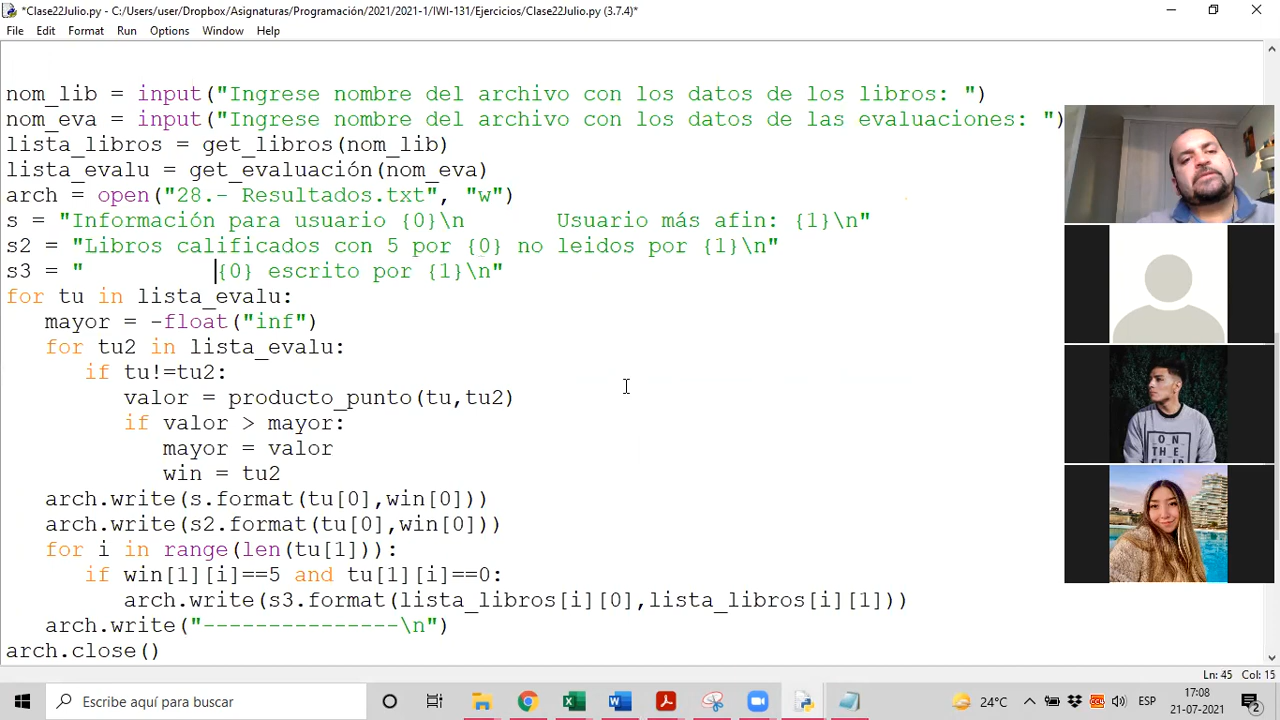 *Clase22Julio.py - C:/Users/user/Dropbox/Asignaturas/Programación/2021/2021-1/IWI-131/Ejercicios/Clase22Julio.py (3.7.4)*
File Edit Format Run Options Window Help
nom_lib = input("Ingrese nombre del archivo con los datos de los libros: ")
nom_eva = input("Ingrese nombre del archivo con los datos de las evaluaciones: ")
lista_libros = get_libros(nom_lib)
lista_evalu = get_evaluación(nom_eva)
arch = open("28.- Resultados.txt", "w")
s = "Información para usuario {0}\n       Usuario más afin: {1}\n"
s2 = "Libros calificados con 5 por {0} no leidos por {1}\n"
s3 = "          {0} escrito por {1}\n"
for tu in lista_evalu:
   mayor = -float("inf")
   for tu2 in lista_evalu:
      if tu!=tu2:
         valor = producto_punto(tu,tu2)
         if valor > mayor:
            mayor = valor
            win = tu2
   arch.write(s.format(tu[0],win[0]))
   arch.write(s2.format(tu[0],win[0]))
   for i in range(len(tu[1])):
      if win[1][i]==5 and tu[1][i]==0:
         arch.write(s3.format(lista_libros[i][0],lista_libros[i][1]))
   arch.write("---------------\n")
arch.close()
ON
THE
Ln: 45 Col: 15
Escribe aquí para buscar
24°C
ESP
17:08
21-07-2021
2